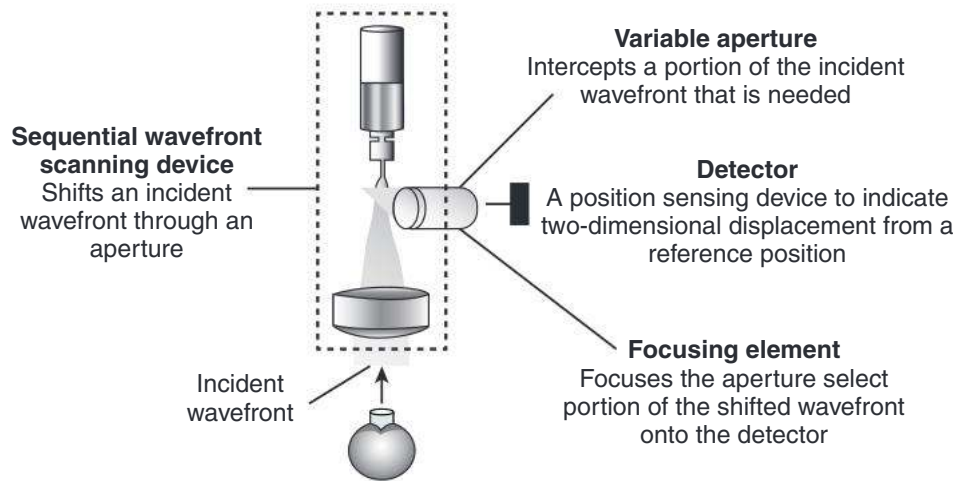 Variable aperture
Intercepts a portion of the incident
wavefront that is needed
Sequential wavefront
scanning device
Shifts an incident
wavefront through an
aperture
Detector
A position sensing device to indicate
two-dimensional displacement from a
reference position
Focusing element
Focuses the aperture select
portion of the shifted wavefront
onto the detector
Incident
wavefront